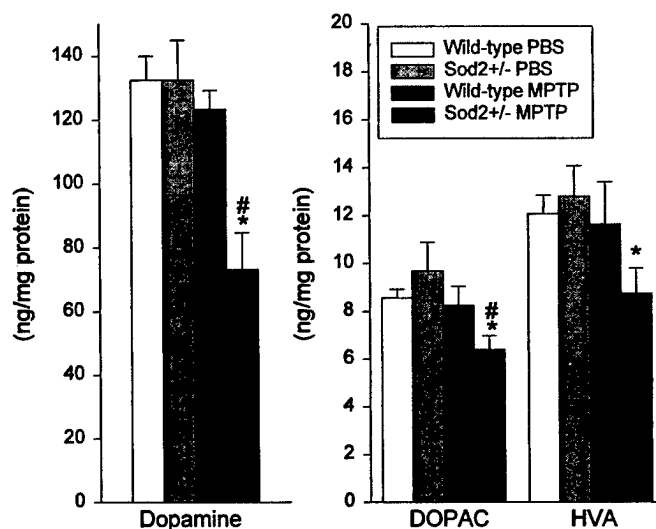 20
18
16
14
12
10
8
6
4
2
0
140
120
100
80
60
40
20
0
(ng/mg protein)
(ng/mg protein)
Wild-type PBS
Sod2+/- PBS
Wild-type MPTP
Sod2+/- MPTP
#
*
#
*
*
Dopamine
DOPAC
HVA